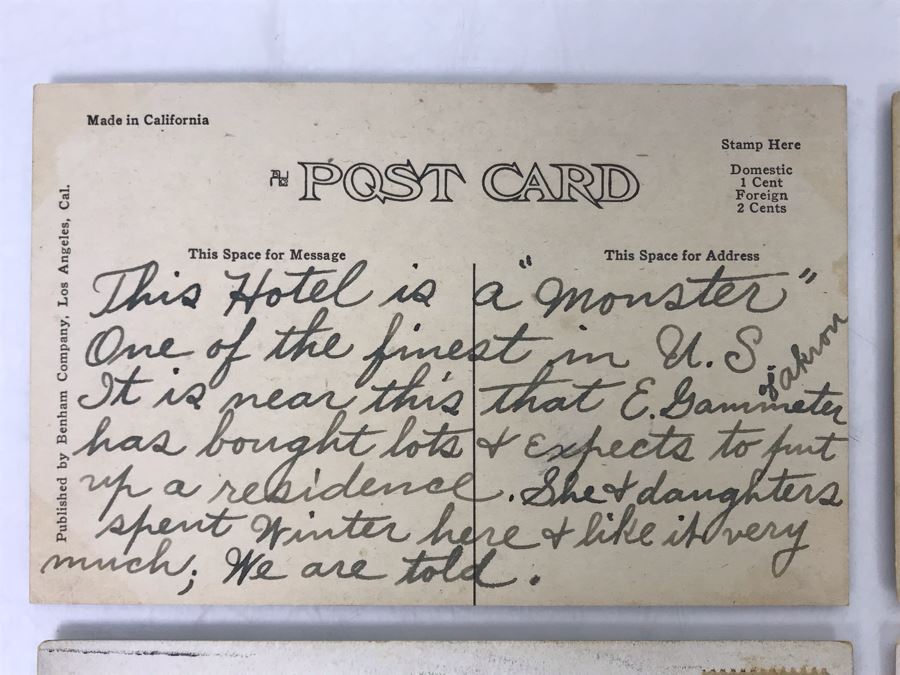 Made in California
POST CARD
Stamp Here
Domestic
1 Cent
Foreign
2 Cents
Published by Benham Company, Los Angeles, Cal.
This Space for Message
This Space for Address
This Hotel is a "Monster"
One of the finest in U.S.
It is near this that E. Gammeter
of akron
has bought lots & expects to put
up a residence. She & daughters
spent Winter here & like it very
much; We are told.